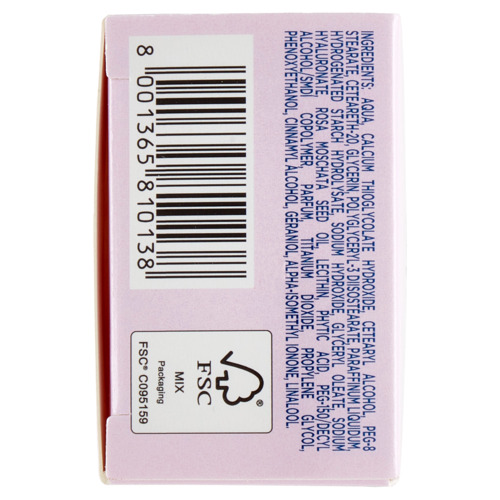 INGREDIENTS: AQUA, CALCIUM THIOGLYCOLATE HYDROXIDE, CETEARYL ALCOHOL, PEG-8
STEARATE, CETEARETH-20, GLYCERIN, POLYGLYCERYL-3 DIISOSTEARATE, PARAFFINUM LIQUIDUM,
HYDROGENATED STARCH HYDROLYSATE, SODIUM HYDROXIDE, GLYCERYL OLEATE, SODIUM
HYALURONATE, ROSA MOSCHATA SEED OIL, LECITHIN, PHYTIC ACID, PEG-150/DECYL
ALCOHOL/SMDI COPOLYMER, PARFUM, TITANIUM DIOXIDE, PROPYLENE GLYCOL,
PHENOXYETHANOL, CINNAMYL ALCOHOL, GERANIOL, ALPHA-ISOMETHYL IONONE, LINALOOL.
8 001365 810138
®
FSC
MIX
Packaging
FSC® C095159